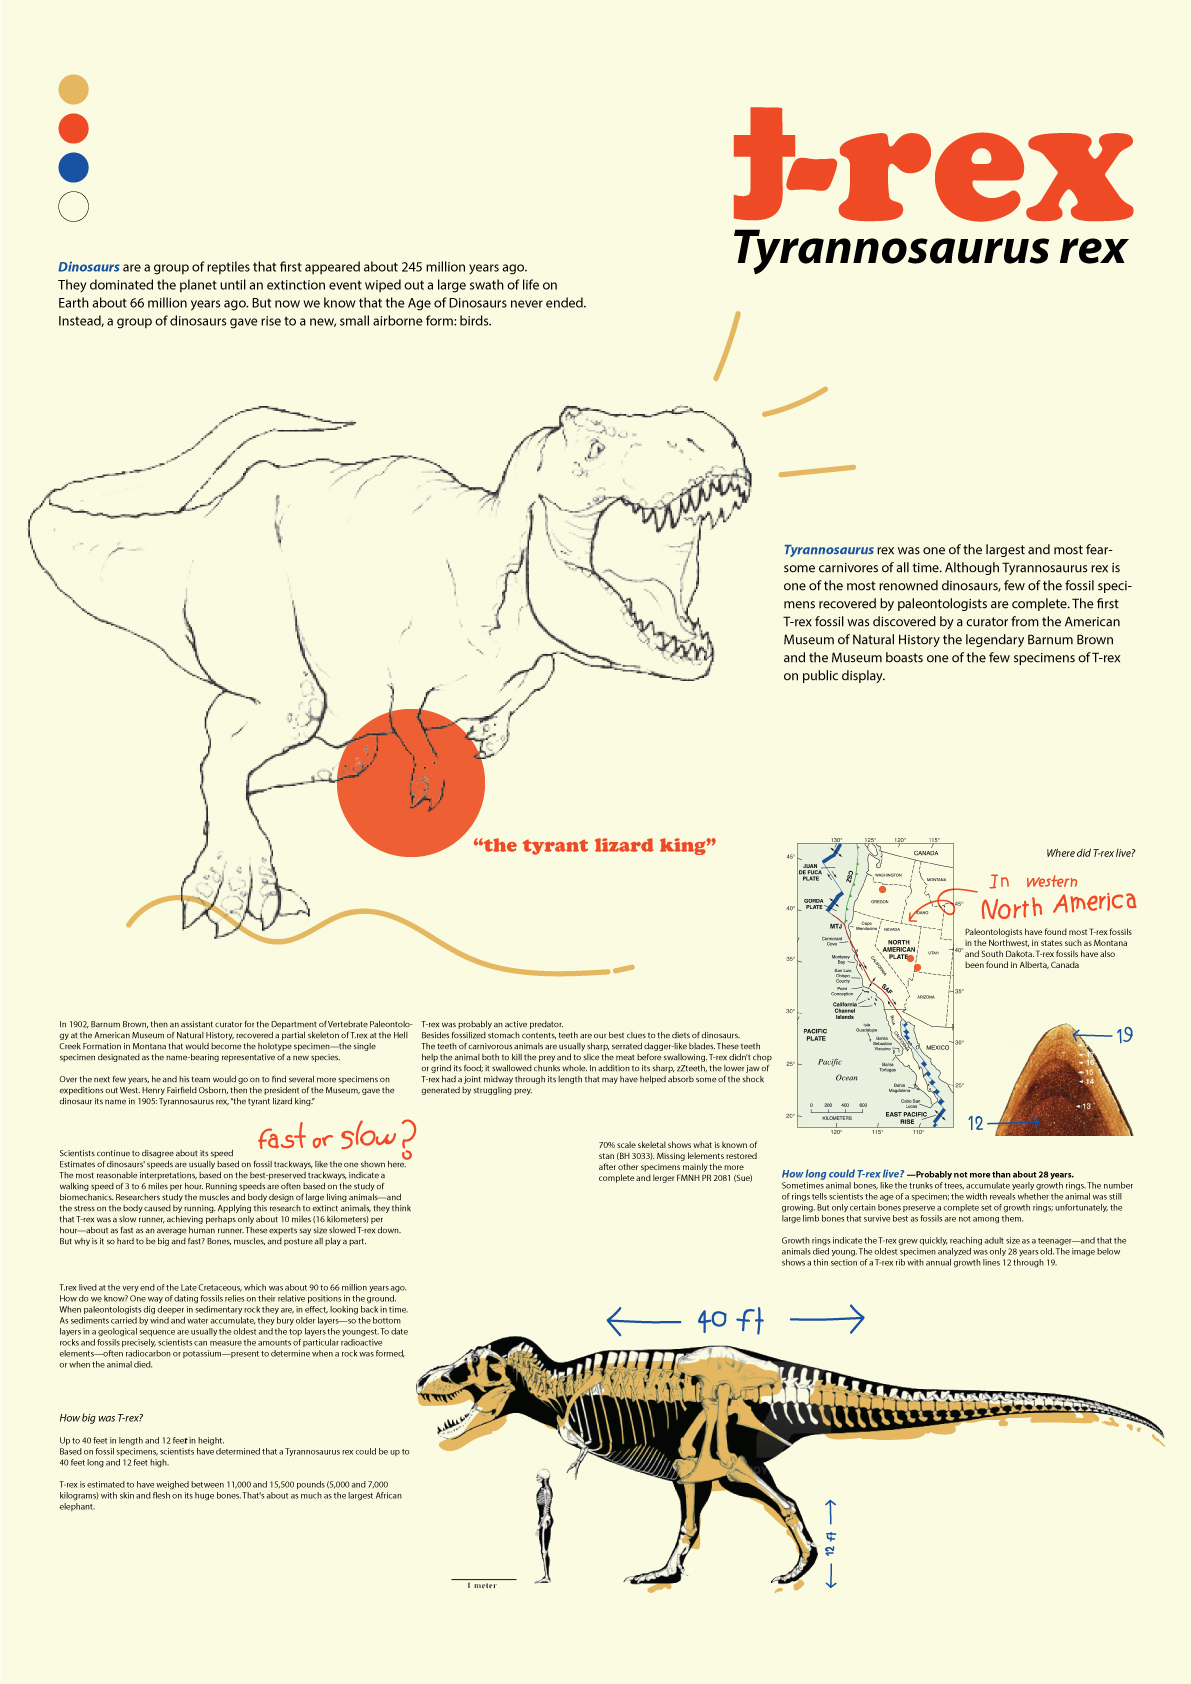 t-rex
Tyrannosaurus rex
Dinosaurs are a group of reptiles that first appeared about 245 million years ago.
They dominated the planet until an extinction event wiped out a large swath of life on
Earth about 66 million years ago. But now we know that the Age of Dinosaurs never ended.
Instead, a group of dinosaurs gave rise to a new, small airborne form: birds.
Tyrannosaurus rex was one of the largest and most fear-
some carnivores of all time. Although Tyrannosaurus rex is
one of the most renowned dinosaurs, few of the fossil speci-
mens recovered by paleontologists are complete. The first
T-rex fossil was discovered by a curator from the American
Museum of Natural History the legendary Barnum Brown
and the Museum boasts one of the few specimens of T-rex
on public display.
“the tyrant lizard king”
130° 125° 120° 115°
45°
CANADA
JUAN
DE FUCA
PLATE
CSZ
WASHINGTON
MONTANA
GORDA
PLATE
OREGON
IDAHO
45°
40°
MTJ
Cape
Mendocino
NEVADA
Cormorant
Cove
NORTH
AMERICAN
PLATE
UTAH
40°
Monterey
Bay
CALIFORNIA
35°
San Luis
Obispo
County
Point
Conception
SAF
ARIZONA
35°
California
Channel
Islands
30°
Isla
Guadalupe
BAJA
PACIFIC
PLATE
Bahia
Sebastian
Viscaino
MEXICO
30°
Pacific
Ocean
25°
Bahia
Tortugas
Bahia
Magdalena
25°
0 200 400 600
KILOMETERS
Cabo San
Lucas
20°
EAST PACIFIC
RISE
120° 115° 110°
Where did T-rex live?
In western
North America
Paleontologists have found most T-rex fossils
in the Northwest, in states such as Montana
and South Dakota. T-rex fossils have also
been found in Alberta, Canada
19
16
15
14
13
12
In 1902, Barnum Brown, then an assistant curator for the Department of Vertebrate Paleontolo-
gy at the American Museum of Natural History, recovered a partial skeleton of T.rex at the Hell
Creek Formation in Montana that would become the holotype specimen—the single
specimen designated as the name-bearing representative of a new species.
Over the next few years, he and his team would go on to find several more specimens on
expeditions out West. Henry Fairfield Osborn, then the president of the Museum, gave the
dinosaur its name in 1905: Tyrannosaurus rex, “the tyrant lizard king.”
T-rex was probably an active predator.
Besides fossilized stomach contents, teeth are our best clues to the diets of dinosaurs.
The teeth of carnivorous animals are usually sharp, serrated dagger-like blades. These teeth
help the animal both to kill the prey and to slice the meat before swallowing. T-rex didn’t chop
or grind its food; it swallowed chunks whole. In addition to its sharp, zZteeth, the lower jaw of
T-rex had a joint midway through its length that may have helped absorb some of the shock
generated by struggling prey.
fast or slow?
Scientists continue to disagree about its speed
Estimates of dinosaurs' speeds are usually based on fossil trackways, like the one shown here.
The most reasonable interpretations, based on the best-preserved trackways, indicate a
walking speed of 3 to 6 miles per hour. Running speeds are often based on the study of
biomechanics. Researchers study the muscles and body design of large living animals—and
the stress on the body caused by running. Applying this research to extinct animals, they think
that T-rex was a slow runner, achieving perhaps only about 10 miles (16 kilometers) per
hour—about as fast as an average human runner. These experts say size slowed T-rex down.
But why is it so hard to be big and fast? Bones, muscles, and posture all play a part.
70% scale skeletal shows what is known of
stan (BH 3033). Missing lelements restored
after other specimens mainly the more
complete and larger FMNH PR 2081 (Sue)
How long could T-rex live? —Probably not more than about 28 years.
Sometimes animal bones, like the trunks of trees, accumulate yearly growth rings. The number
of rings tells scientists the age of a specimen; the width reveals whether the animal was still
growing. But only certain bones preserve a complete set of growth rings; unfortunately, the
large limb bones that survive best as fossils are not among them.
Growth rings indicate the T-rex grew quickly, reaching adult size as a teenager—and that the
animals died young. The oldest specimen analyzed was only 28 years old. The image below
shows a thin section of a T-rex rib with annual growth lines 12 through 19.
T.rex lived at the very end of the Late Cretaceous, which was about 90 to 66 million years ago.
How do we know? One way of dating fossils relies on their relative positions in the ground.
When paleontologists dig deeper in sedimentary rock they are, in effect, looking back in time.
As sediments carried by wind and water accumulate, they bury older layers—so the bottom
layers in a geological sequence are usually the oldest and the top layers the youngest. To date
rocks and fossils precisely, scientists can measure the amounts of particular radioactive
elements—often radiocarbon or potassium—present to determine when a rock was formed,
or when the animal died.
40 ft
How big was T-rex?
Up to 40 feet in length and 12 feet in height.
Based on fossil specimens, scientists have determined that a Tyrannosaurus rex could be up to
40 feet long and 12 feet high.
T-rex is estimated to have weighed between 11,000 and 15,500 pounds (5,000 and 7,000
kilograms) with skin and flesh on its huge bones. That's about as much as the largest African
elephant.
12 ft
1 meter